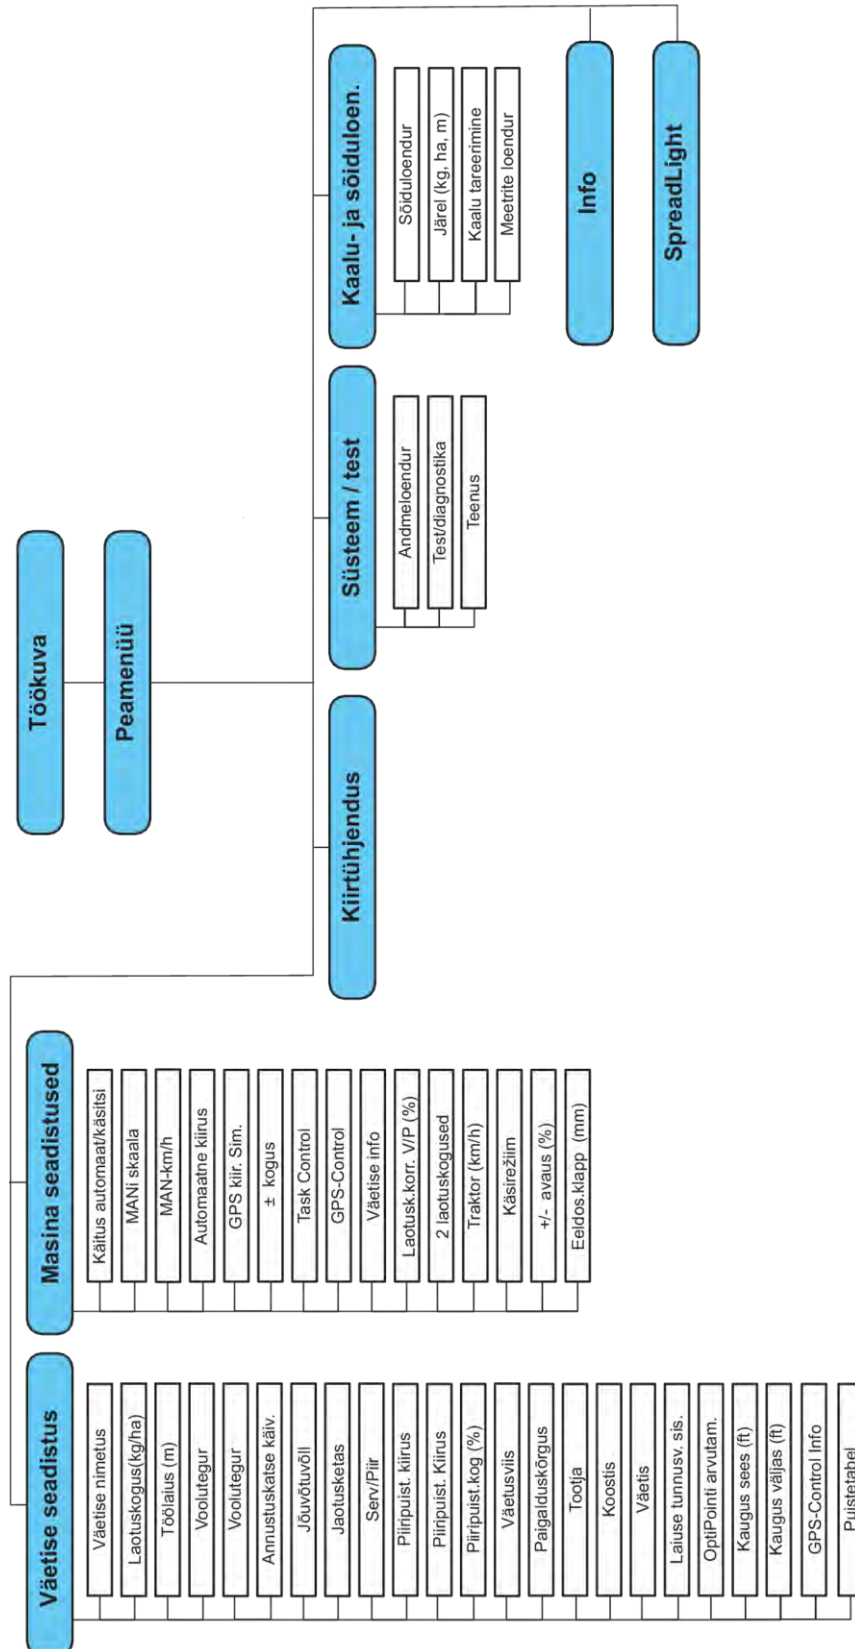 Töökuva
Peamenüü
Väetise seadistus
Väetise nimetus
Laotuskogus(kg/ha)
Töölaius (m)
Voolutegur
Voolutegur
Annustuskatse käiv.
Jõuvõtuvõll
Jaotusketas
Serv/Piir
Piiripuist. kiirus
Piiripuist. Kiirus
Piiripuist.kog (%)
Väetusviis
Paigalduskõrgus
Tootja
Koostis
Väetis
Laiuse tunnusv. sis.
OptiPointi arvutam.
Kaugus sees (ft)
Kaugus väljas (ft)
GPS-Control Info
Puistetabel
Masina seadistused
Käitus automaat/käsitsi
MANi skaala
MAN-km/h
Automaatne kiirus
GPS kiir. Sim.
± kogus
Task Control
GPS-Control
Väetise info
Laotusk.korr. V/P (%)
2 laotuskogused
Traktor (km/h)
Käsirežiim
+/- avaus (%)
Eeldos.klapp (mm)
Kiirtühjendus
Süsteem / test
Andmeloendur
Test/diagnostika
Teenus
Kaalu- ja sõiduloen.
Sõiduloendur
Järel (kg, ha, m)
Kaalu tareerimine
Meetrite loendur
Info
SpreadLight